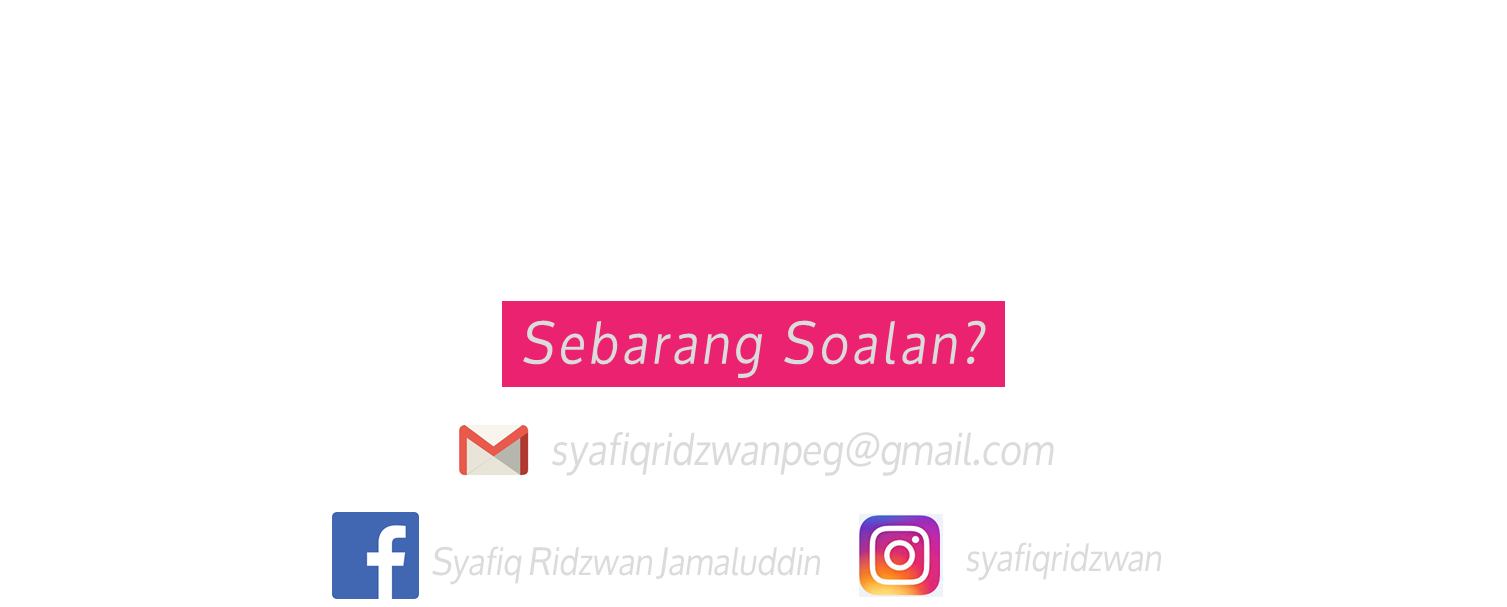 Sebarang Soalan?
syafiqridzwanpeg@gmail.com
Syafiq Ridzwan Jamaluddin
syafiqridzwan